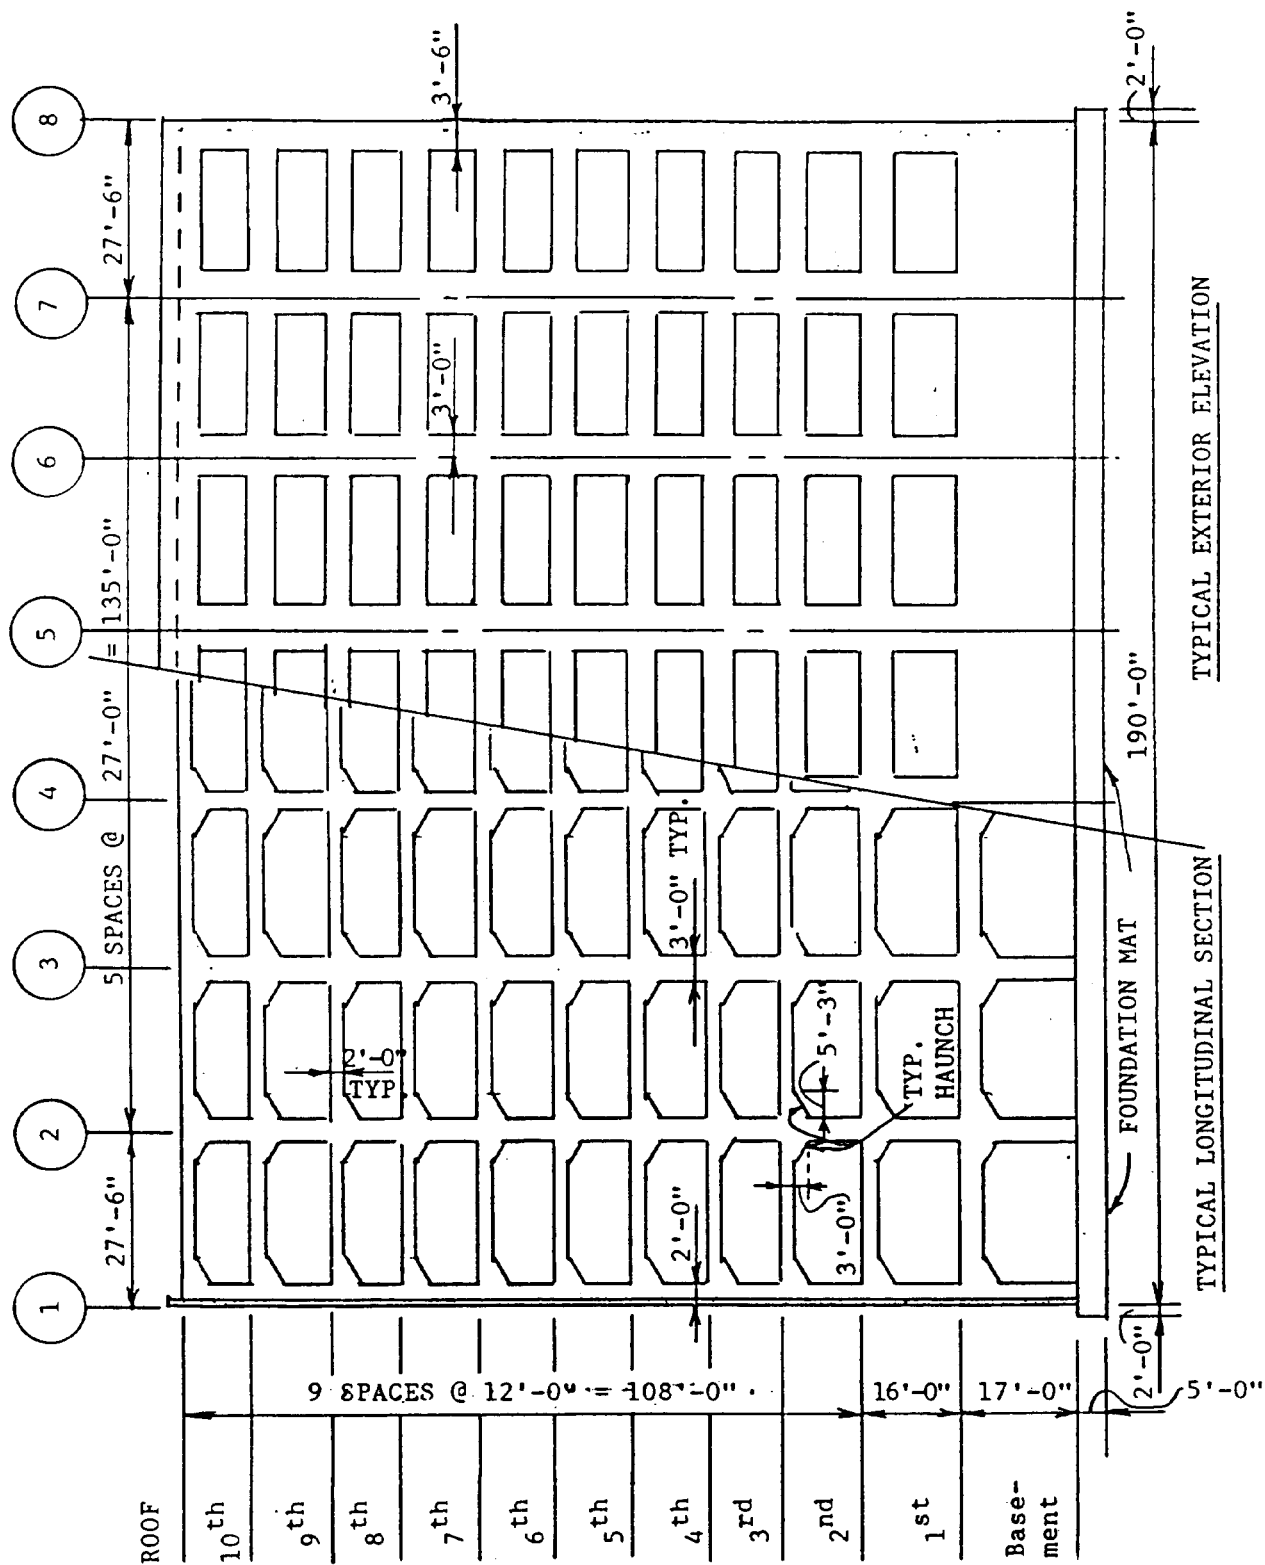 1
2
3
4
5
6
7
8
27'-6"
5 SPACES @ 27'-0" = 135'-0"
27'-6"
3'-6"
3'-0"
2'-0"
TYP
3'-0" TYP.
2'-0"
5'-3"
3'-0"
TYP.
HAUNCH
ROOF
10th
9th
8th
7th
6th
5th
4th
3rd
2nd
1st
Base-
ment
9 SPACES @ 12'-0" = 108'-0"
16'-0"
17'-0"
5'-0"
2'-0"
190'-0"
2'-0"
FOUNDATION MAT
TYPICAL LONGITUDINAL SECTION
TYPICAL EXTERIOR ELEVATION